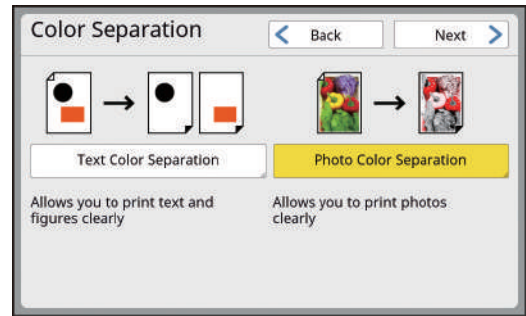 Color Separation
Back
Next
Text Color Separation
Photo Color Separation
Allows you to print text and
figures clearly
Allows you to print photos
clearly